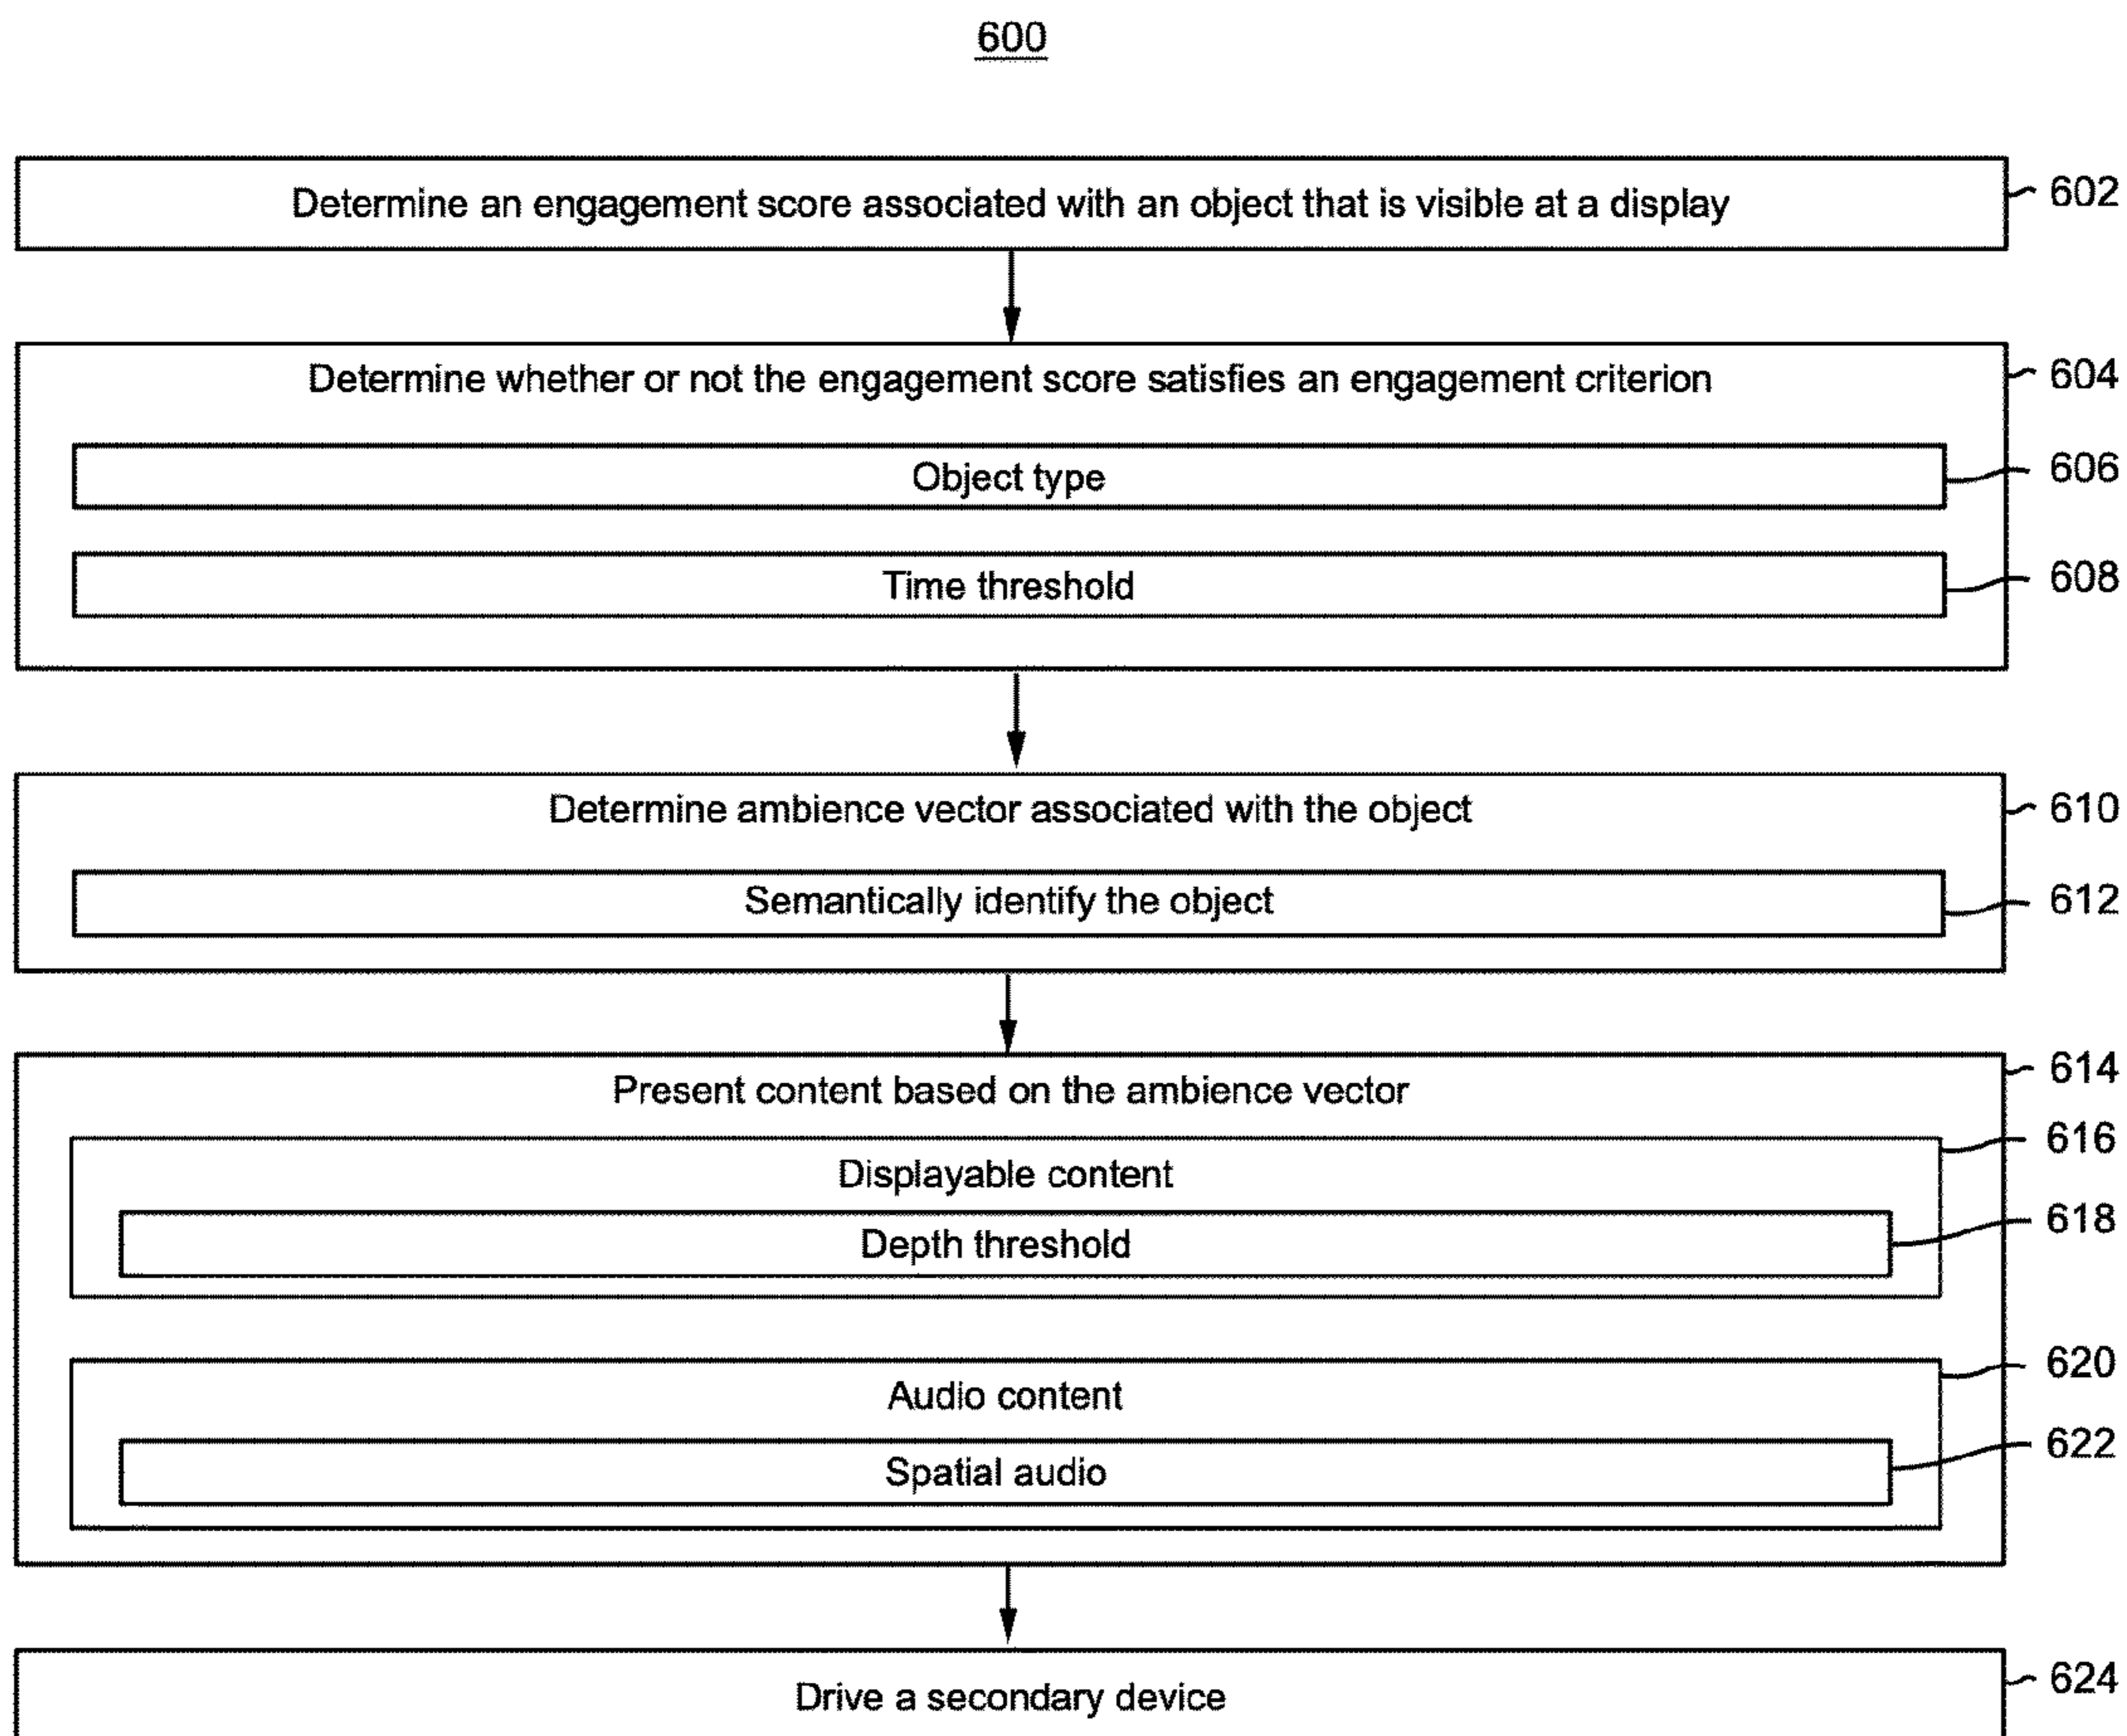 600
Determine an engagement score associated with an object that is visible at a display
602
Determine whether or not the engagement score satisfies an engagement criterion
604
Object type
606
Time threshold
608
Determine ambience vector associated with the object
610
Semantically identify the object
612
Present content based on the ambience vector
614
Displayable content
616
Depth threshold
618
Audio content
620
Spatial audio
622
Drive a secondary device
624